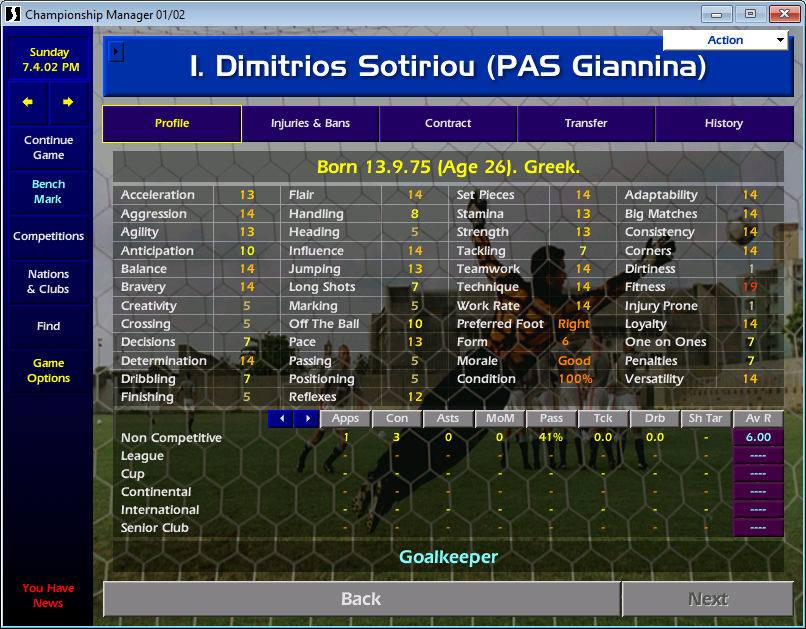 Championship Manager 01/02
Action
Sunday
7.4.02 PM
I. Dimitrios Sotiriou (PAS Giannina)
Continue
Game
Bench
Mark
Competitions
Nations
& Clubs
Find
Game
Options
You Have
News
Profile Injuries & Bans Contract Transfer History
Born 13.9.75 (Age 26). Greek.
Acceleration 13 Flair 14 Set Pieces 14 Adaptability 14
Aggression 14 Handling 8 Stamina 13 Big Matches 14
Agility 13 Heading 5 Strength 13 Consistency 14
Anticipation 10 Influence 14 Tackling 7 Corners 14
Balance 14 Jumping 13 Teamwork 14 Dirtiness 1
Bravery 14 Long Shots 7 Technique 14 Fitness 19
Creativity 5 Marking 5 Work Rate 14 Injury Prone 1
Crossing 5 Off The Ball 10 Preferred Foot Right Loyalty 14
Decisions 7 Pace 13 Form 6 One on Ones 7
Determination 14 Passing 5 Morale Good Penalties 7
Dribbling 7 Positioning 5 Condition 100% Versatility 14
Finishing 5 Reflexes 12
Apps Con Asts MoM Pass Tck Drb Sh Tar Av R
Non Competitive 1 3 0 0 41% 0.0 0.0 - 6.00
League - - - - - - - - ----
Cup - - - - - - - - ----
Continental - - - - - - - - ----
International - - - - - - - - ----
Senior Club - - - - - - - - ----
Goalkeeper
Back Next